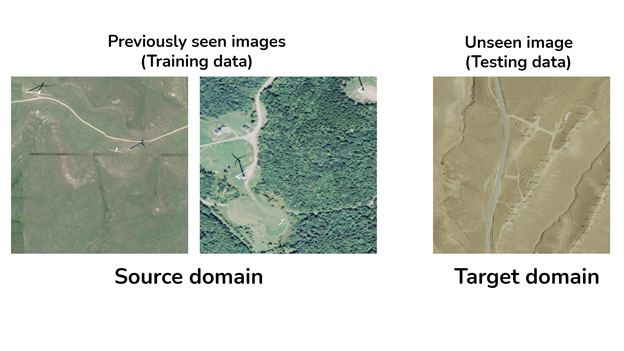 Previously seen images
(Training data)
Unseen image
(Testing data)
Source domain
Target domain